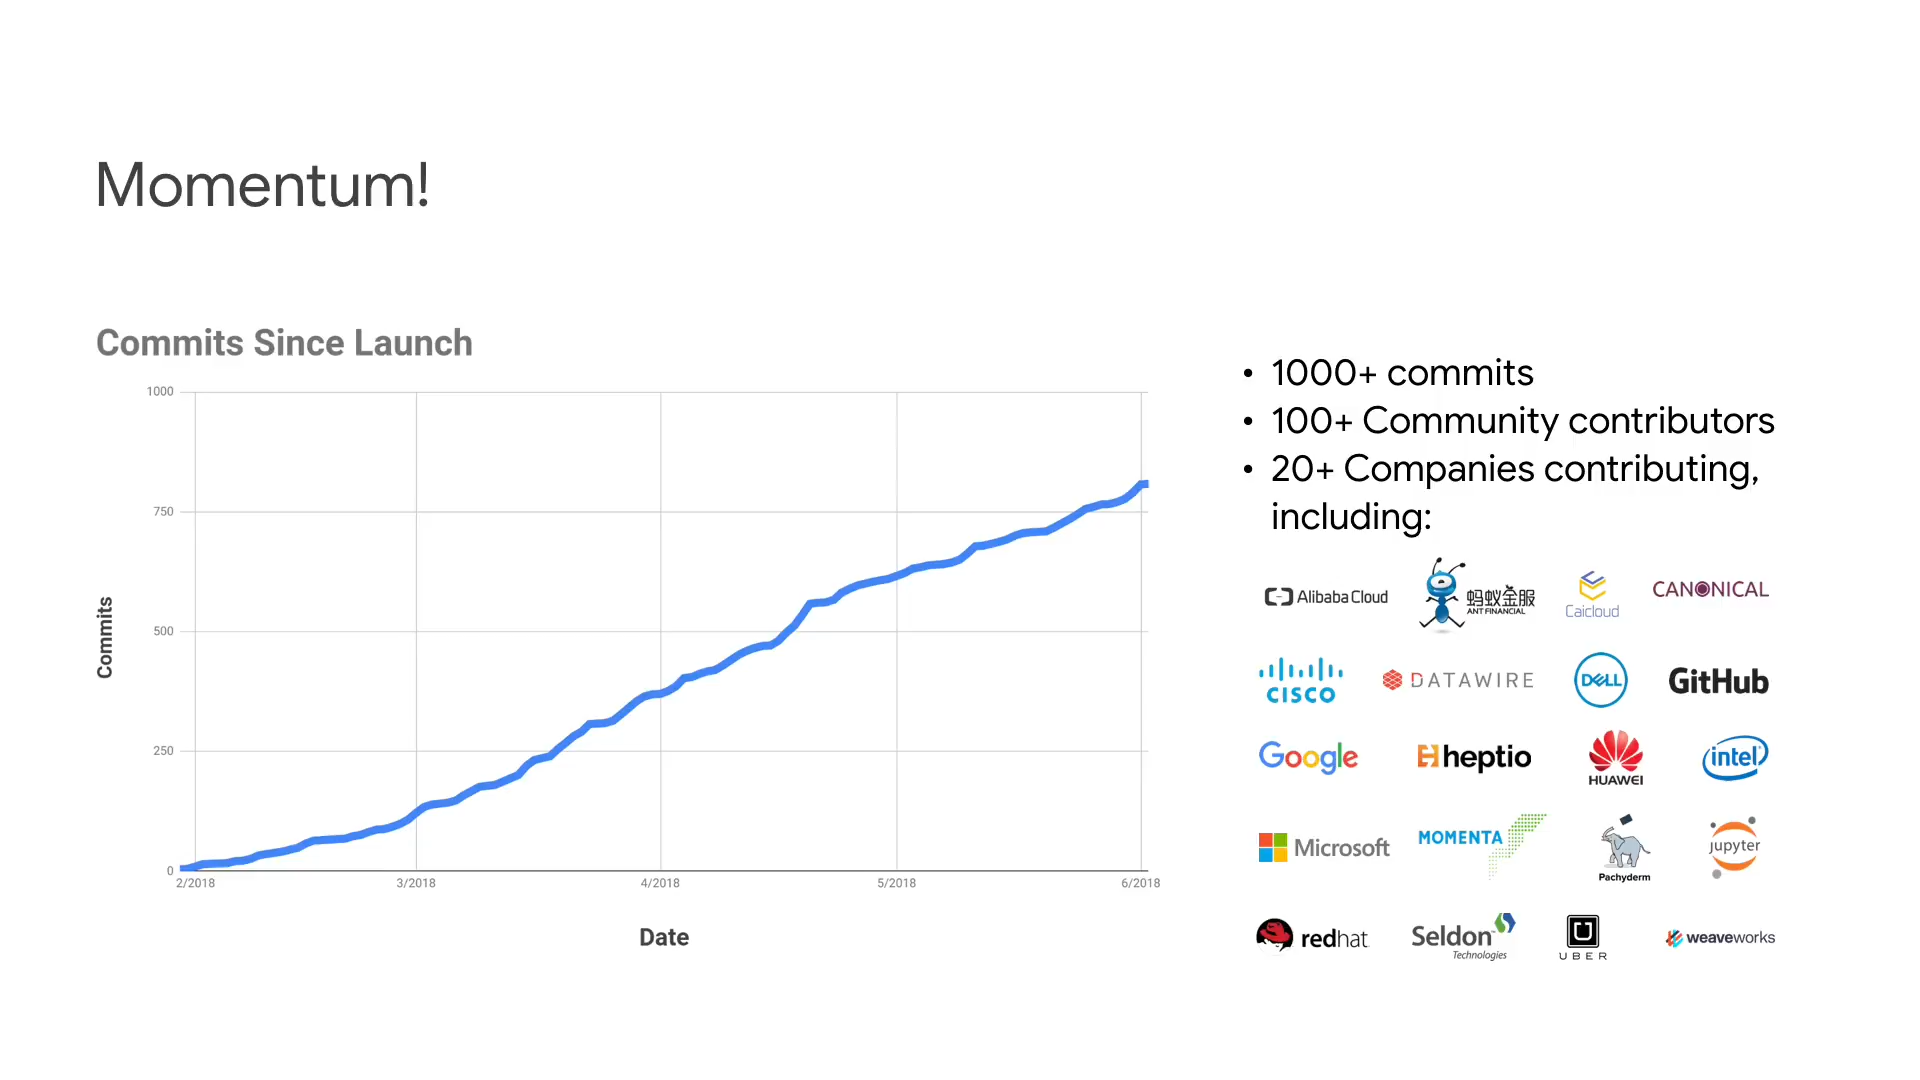 Momentum!
Commits Since Launch
1000
750
500
250
0
Commits
2/2018 3/2018 4/2018 5/2018 6/2018
Date
• 1000+ commits
• 100+ Community contributors
• 20+ Companies contributing,
including:
Alibaba Cloud
蚂蚁金服
ANT FINANCIAL
Caicloud
CANONICAL
CISCO
DATAWIRE
DELL
GitHub
Google
heptio
HUAWEI
intel
Microsoft
MOMENTA
Pachyderm
jupyter
redhat
Seldon
Technologies
UBER
weaveworks